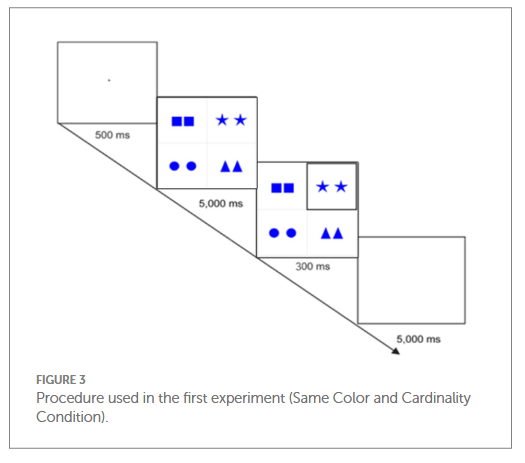 500 ms
5,000 ms
300 ms
5,000 ms
FIGURE 3
Procedure used in the first experiment (Same Color and Cardinality
Condition).